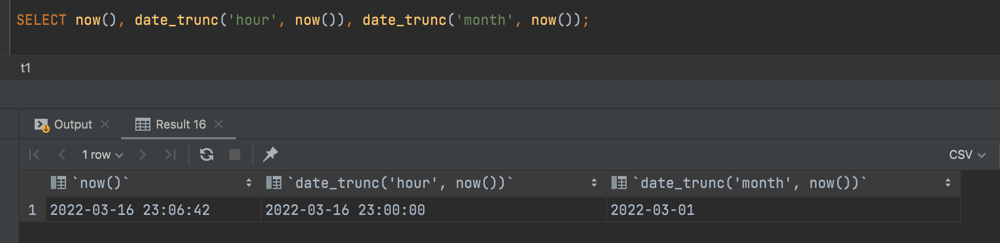 SELECT now(), date_trunc('hour', now()), date_trunc('month', now());
t1
Output Result 16
1 row CSV
`now()` `date_trunc('hour', now())` `date_trunc('month', now())`
1 2022-03-16 23:06:42 2022-03-16 23:00:00 2022-03-01